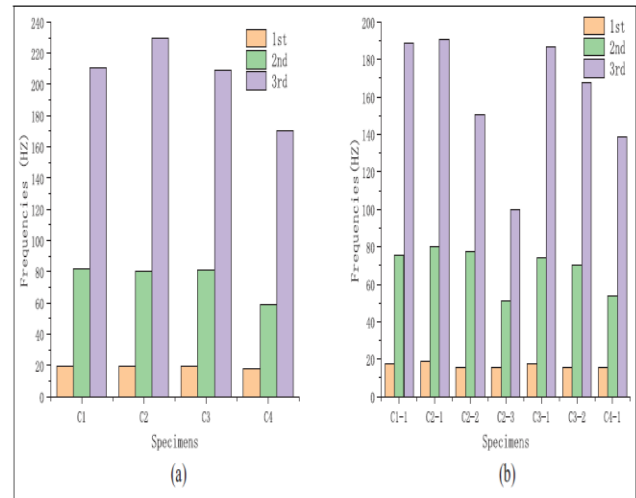 240
220
200
180
160
140
120
100
80
60
40
20
0
Frequencies (HZ)
1st
2nd
3rd
C1 C2 C3 C4
Specimens
(a)
200
180
160
140
120
100
80
60
40
20
0
Frequencies(HZ)
1st
2nd
3rd
C1-1 C2-1 C2-2 C2-3 C3-1 C3-2 C4-1
Specimens
(b)